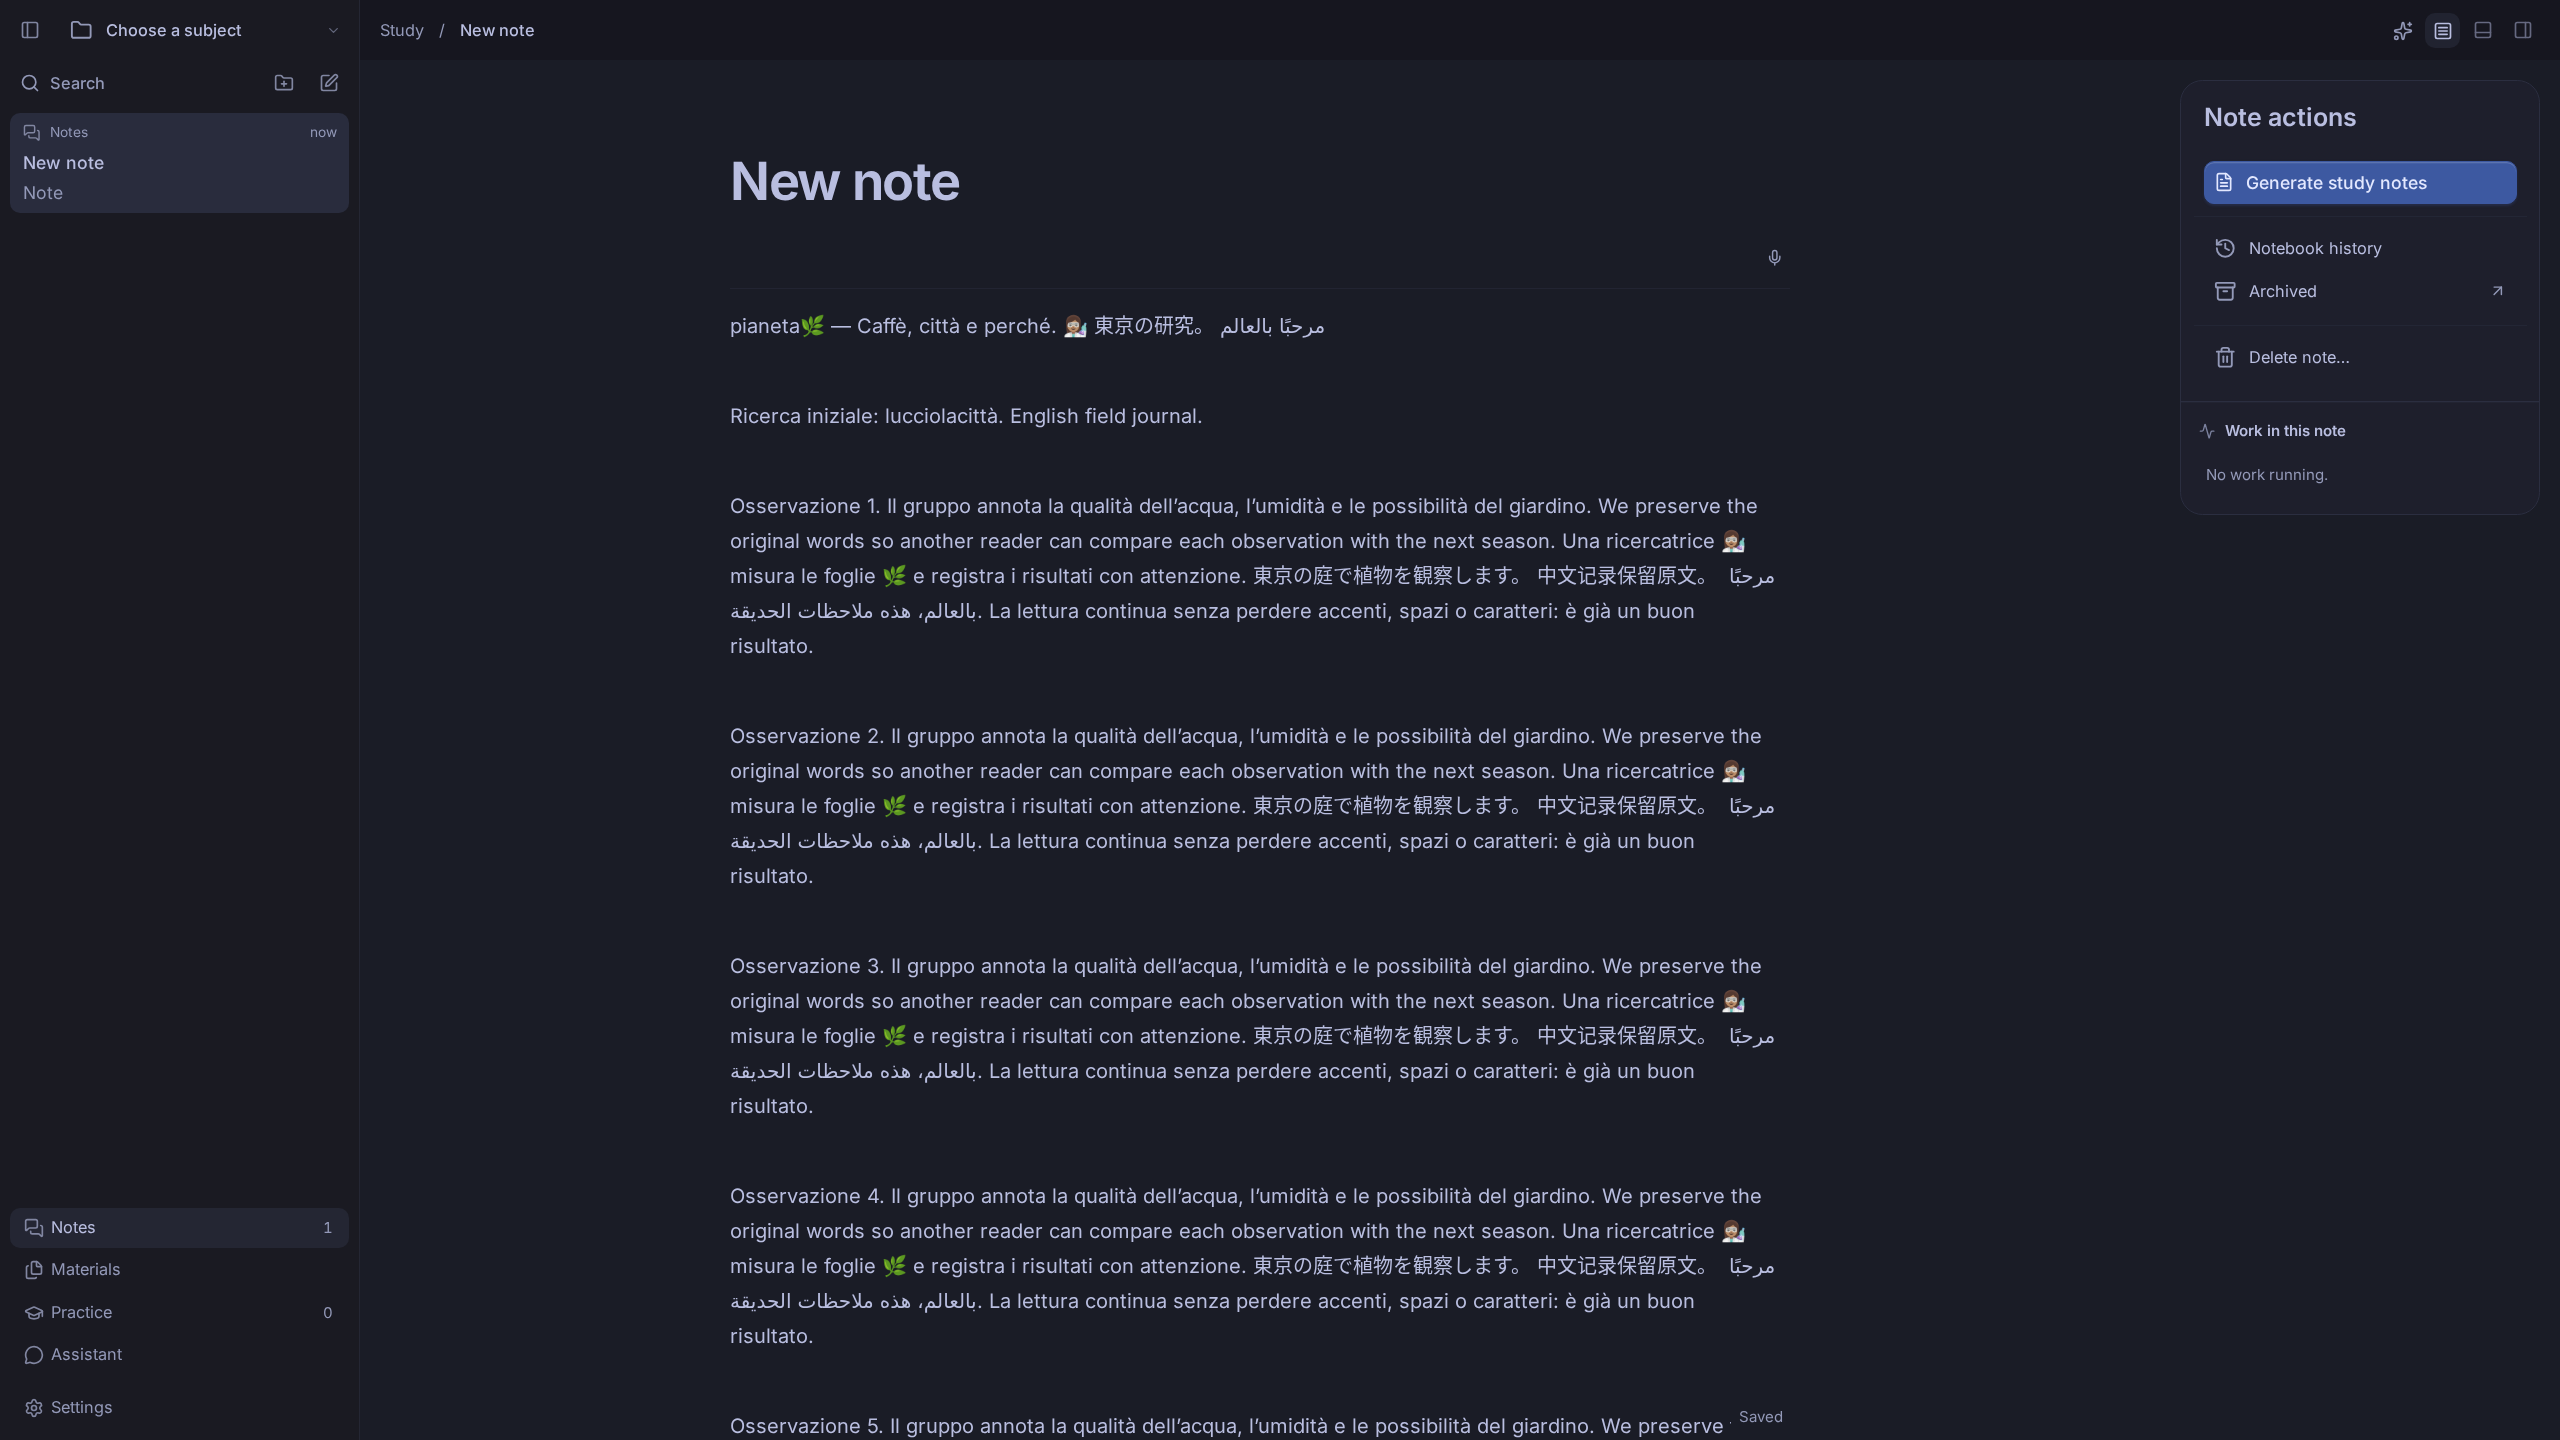 Choose a subject
Search
Notes now
New note
Note
Notes 1
Materials
Practice 0
Assistant
Settings
Study / New note
New note
pianeta🌿 — Caffè, città e perché. 👩🏼‍🔬 東京の研究。 مرحبًا بالعالم
Ricerca iniziale: lucciolacittà. English field journal.
Osservazione 1. Il gruppo annota la qualità dell’acqua, l’umidità e le possibilità del giardino. We preserve the
original words so another reader can compare each observation with the next season. Una ricercatrice 👩🏼‍🔬
misura le foglie 🌿 e registra i risultati con attenzione. 東京の庭で植物を観察します。 中文记录保留原文。 مرحبًا
بالعالم، هذه ملاحظات الحديقة. La lettura continua senza perdere accenti, spazi o caratteri: è già un buon
risultato.
Osservazione 2. Il gruppo annota la qualità dell’acqua, l’umidità e le possibilità del giardino. We preserve the
original words so another reader can compare each observation with the next season. Una ricercatrice 👩🏼‍🔬
misura le foglie 🌿 e registra i risultati con attenzione. 東京の庭で植物を観察します。 中文记录保留原文。 مرحبًا
بالعالم، هذه ملاحظات الحديقة. La lettura continua senza perdere accenti, spazi o caratteri: è già un buon
risultato.
Osservazione 3. Il gruppo annota la qualità dell’acqua, l’umidità e le possibilità del giardino. We preserve the
original words so another reader can compare each observation with the next season. Una ricercatrice 👩🏼‍🔬
misura le foglie 🌿 e registra i risultati con attenzione. 東京の庭で植物を観察します。 中文记录保留原文。 مرحبًا
بالعالم، هذه ملاحظات الحديقة. La lettura continua senza perdere accenti, spazi o caratteri: è già un buon
risultato.
Osservazione 4. Il gruppo annota la qualità dell’acqua, l’umidità e le possibilità del giardino. We preserve the
original words so another reader can compare each observation with the next season. Una ricercatrice 👩🏼‍🔬
misura le foglie 🌿 e registra i risultati con attenzione. 東京の庭で植物を観察します。 中文记录保留原文。 مرحبًا
بالعالم، هذه ملاحظات الحديقة. La lettura continua senza perdere accenti, spazi o caratteri: è già un buon
risultato.
Osservazione 5. Il gruppo annota la qualità dell’acqua, l’umidità e le possibilità del giardino. We preserve
Saved
Note actions
Generate study notes
Notebook history
Archived
Delete note...
Work in this note
No work running.